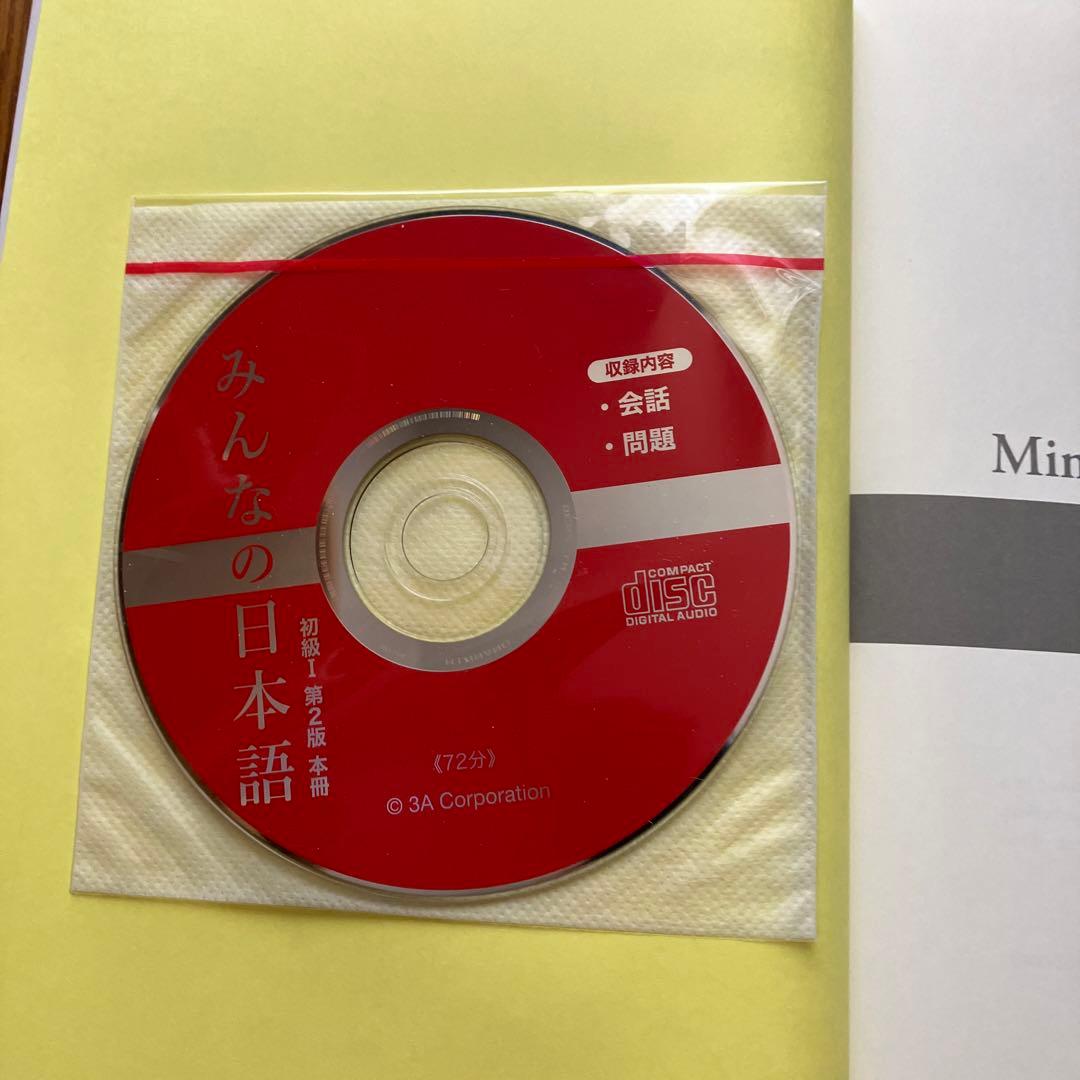 みんなの日本語
初級Ⅰ 第2版 本冊
収録内容
・会話
・問題
COMPACT
disc
DIGITAL AUDIO
《72分》
© 3A Corporation
Min